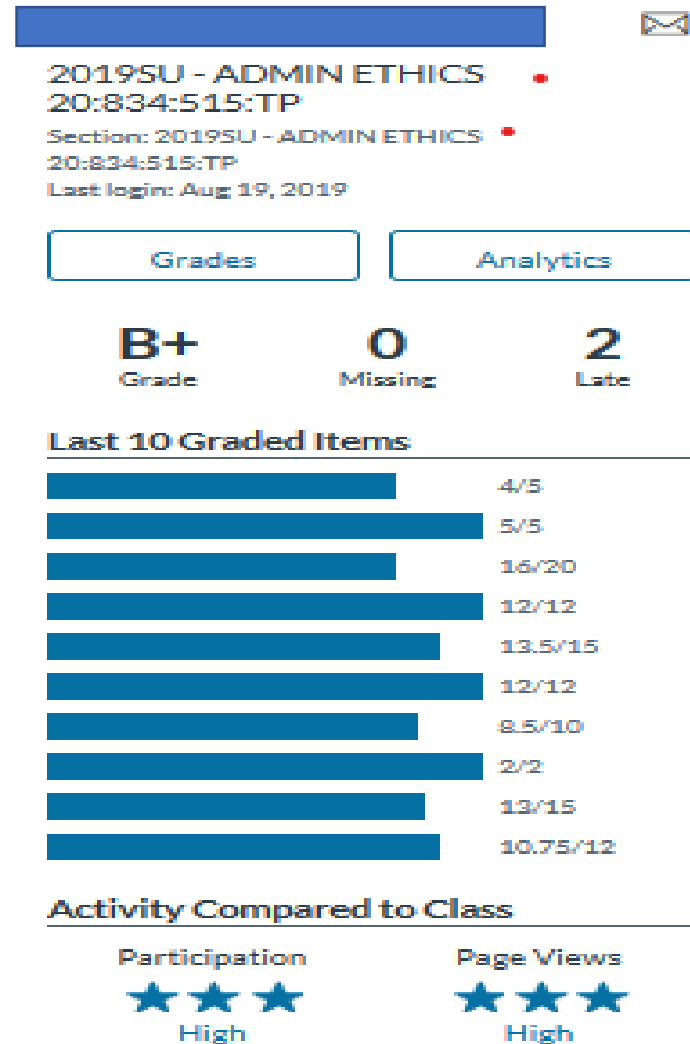 2019SU - ADMIN ETHICS
20:834:515:TP
Section: 2019SU - ADMIN ETHICS
20:834:515:TP
Last login: Aug 19, 2019
Grades Analytics
B+ 0 2
Grade Missing Late
Last 10 Graded Items
4/5
5/5
16/20
12/12
13.5/15
12/12
8.5/10
2/2
13/15
10.75/12
Activity Compared to Class
Participation Page Views
High High